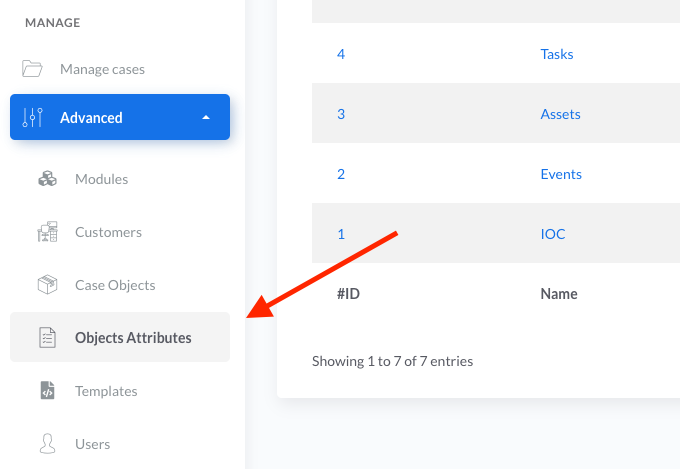 MANAGE
Manage cases
Advanced
Modules
Customers
Case Objects
Objects Attributes
Templates
Users
4 Tasks
3 Assets
2 Events
1 IOC
#ID Name
Showing 1 to 7 of 7 entries